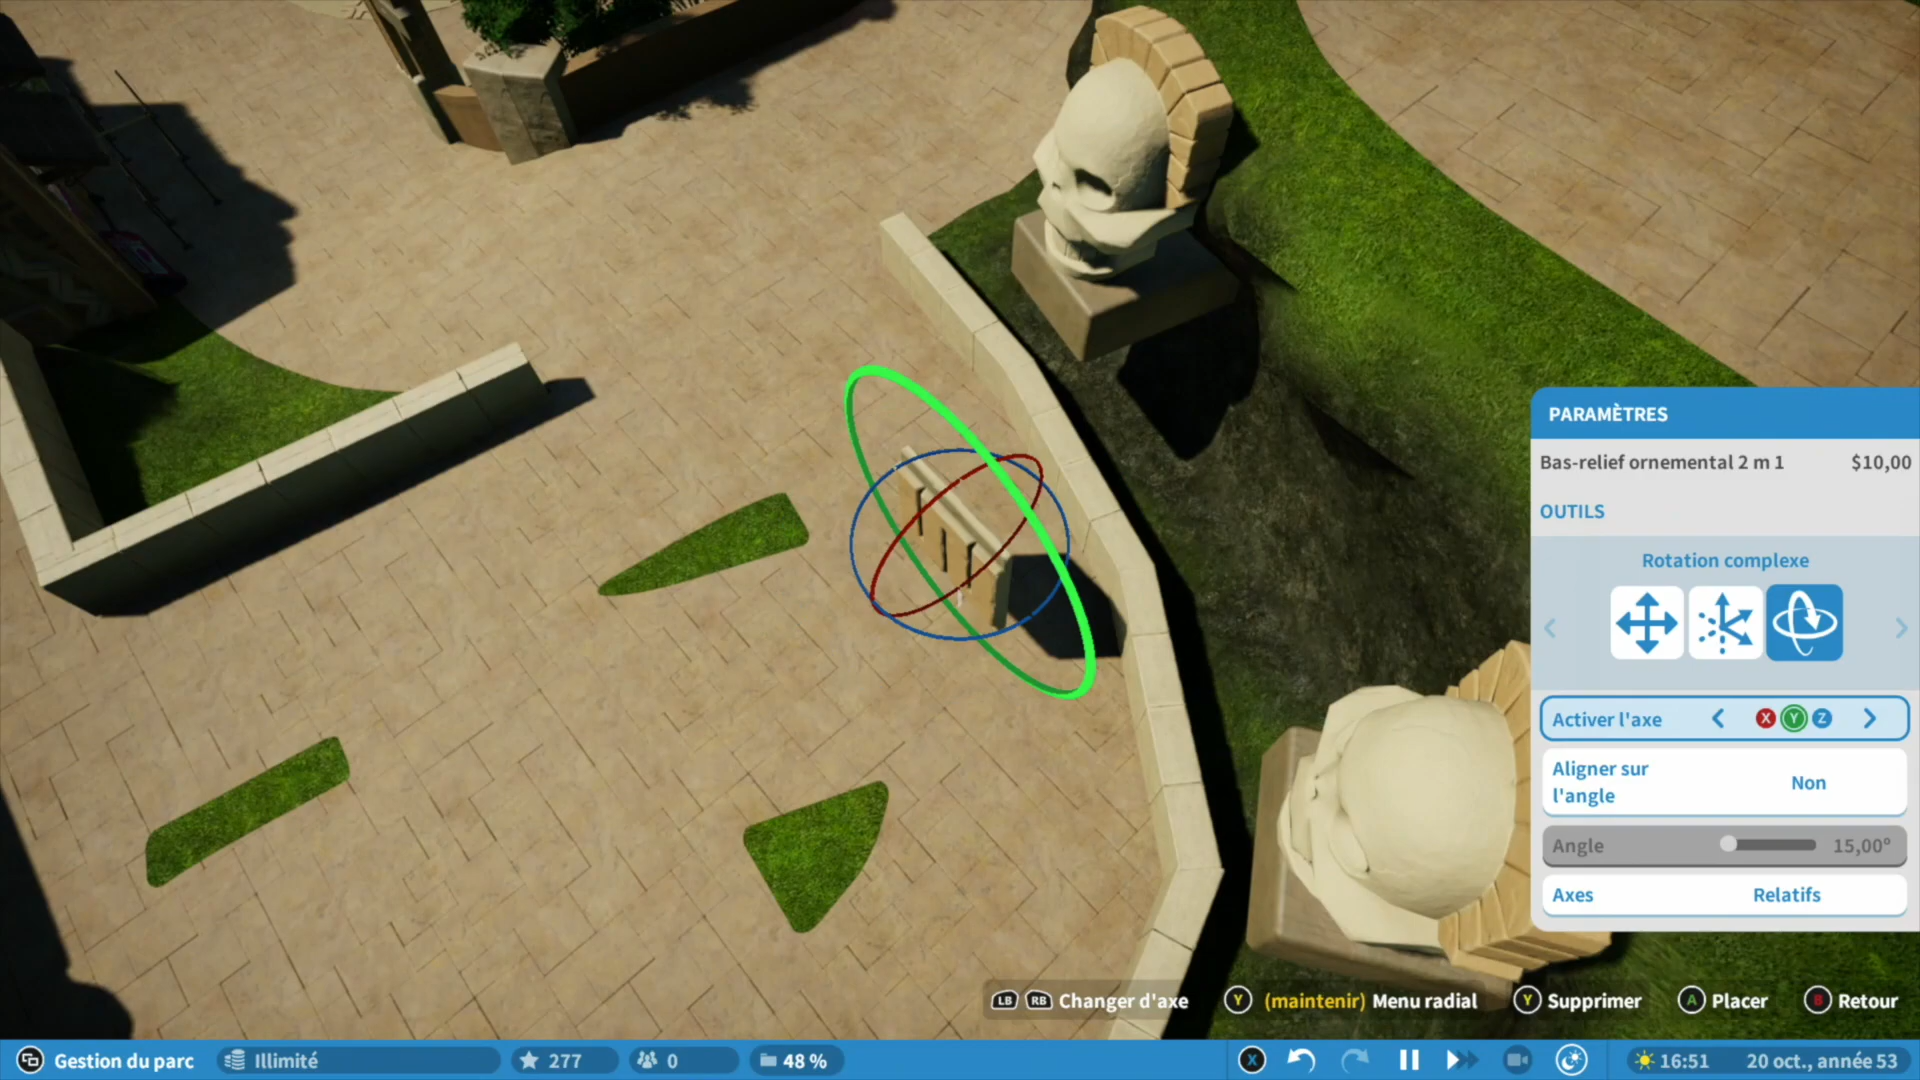 PARAMÈTRES
Bas-relief ornemental 2 m 1 $10,00
OUTILS
Rotation complexe
Activer l'axe X Y Z
Aligner sur l'angle Non
Angle 15,00°
Axes Relatifs
LB RB Changer d'axe Y (maintenir) Menu radial Y Supprimer A Placer B Retour
Gestion du parc Illimité 277 0 48 % X 16:51 20 oct., année 53